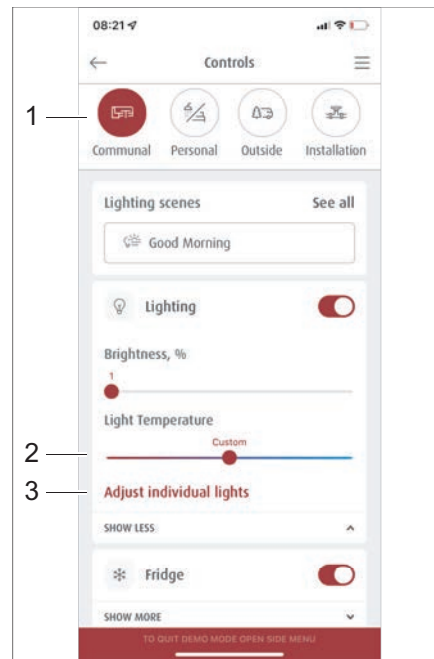 08:21
Controls
1
Communal Personal Outside Installation
Lighting scenes See all
Good Morning
Lighting
Brightness, %
1
Light Temperature
Custom
2
3
Adjust individual lights
SHOW LESS
Fridge
SHOW MORE
TO QUIT DEMO MODE OPEN SIDE MENU